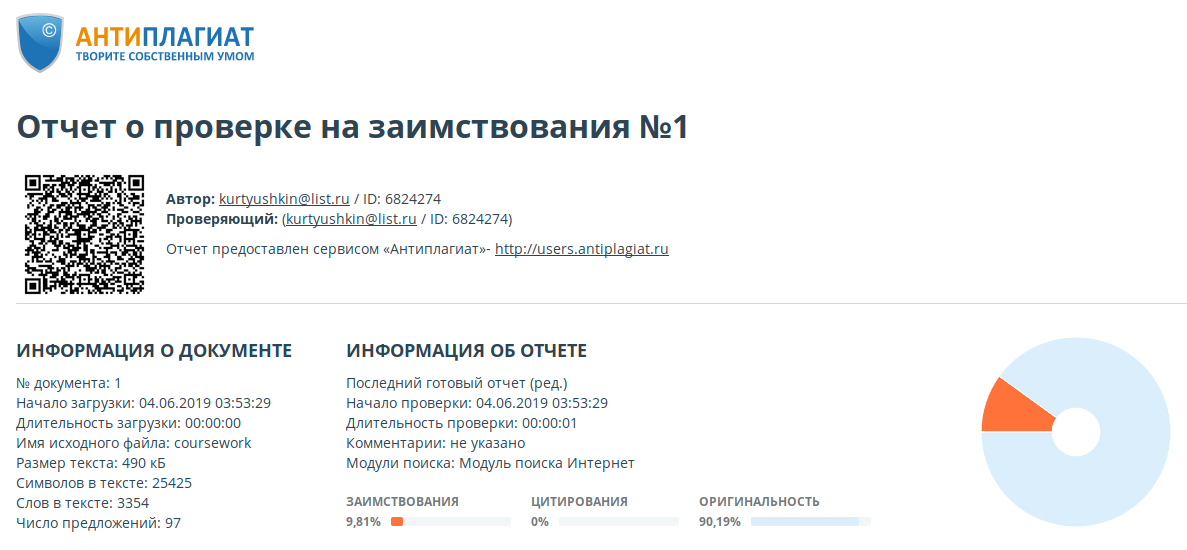 ©
АНТИПЛАГИАТ
ТВОРИТЕ СОБСТВЕННЫМ УМОМ
Отчет о проверке на заимствования №1
Автор: kurtyushkin@list.ru / ID: 6824274
Проверяющий: (kurtyushkin@list.ru / ID: 6824274)
Отчет предоставлен сервисом «Антиплагиат»- http://users.antiplagiat.ru
ИНФОРМАЦИЯ О ДОКУМЕНТЕ
№ документа: 1
Начало загрузки: 04.06.2019 03:53:29
Длительность загрузки: 00:00:00
Имя исходного файла: coursework
Размер текста: 490 кБ
Cимволов в тексте: 25425
Слов в тексте: 3354
Число предложений: 97
ИНФОРМАЦИЯ ОБ ОТЧЕТЕ
Последний готовый отчет (ред.)
Начало проверки: 04.06.2019 03:53:29
Длительность проверки: 00:00:01
Комментарии: не указано
Модули поиска: Модуль поиска Интернет
ЗАИМСТВОВАНИЯ ЦИТИРОВАНИЯ ОРИГИНАЛЬНОСТЬ
9,81% 0% 90,19%